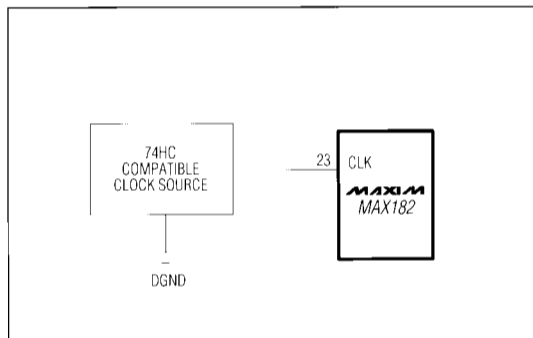 74HC
COMPATIBLE
CLOCK SOURCE
DGND
23 CLK
MAXIM
MAX182